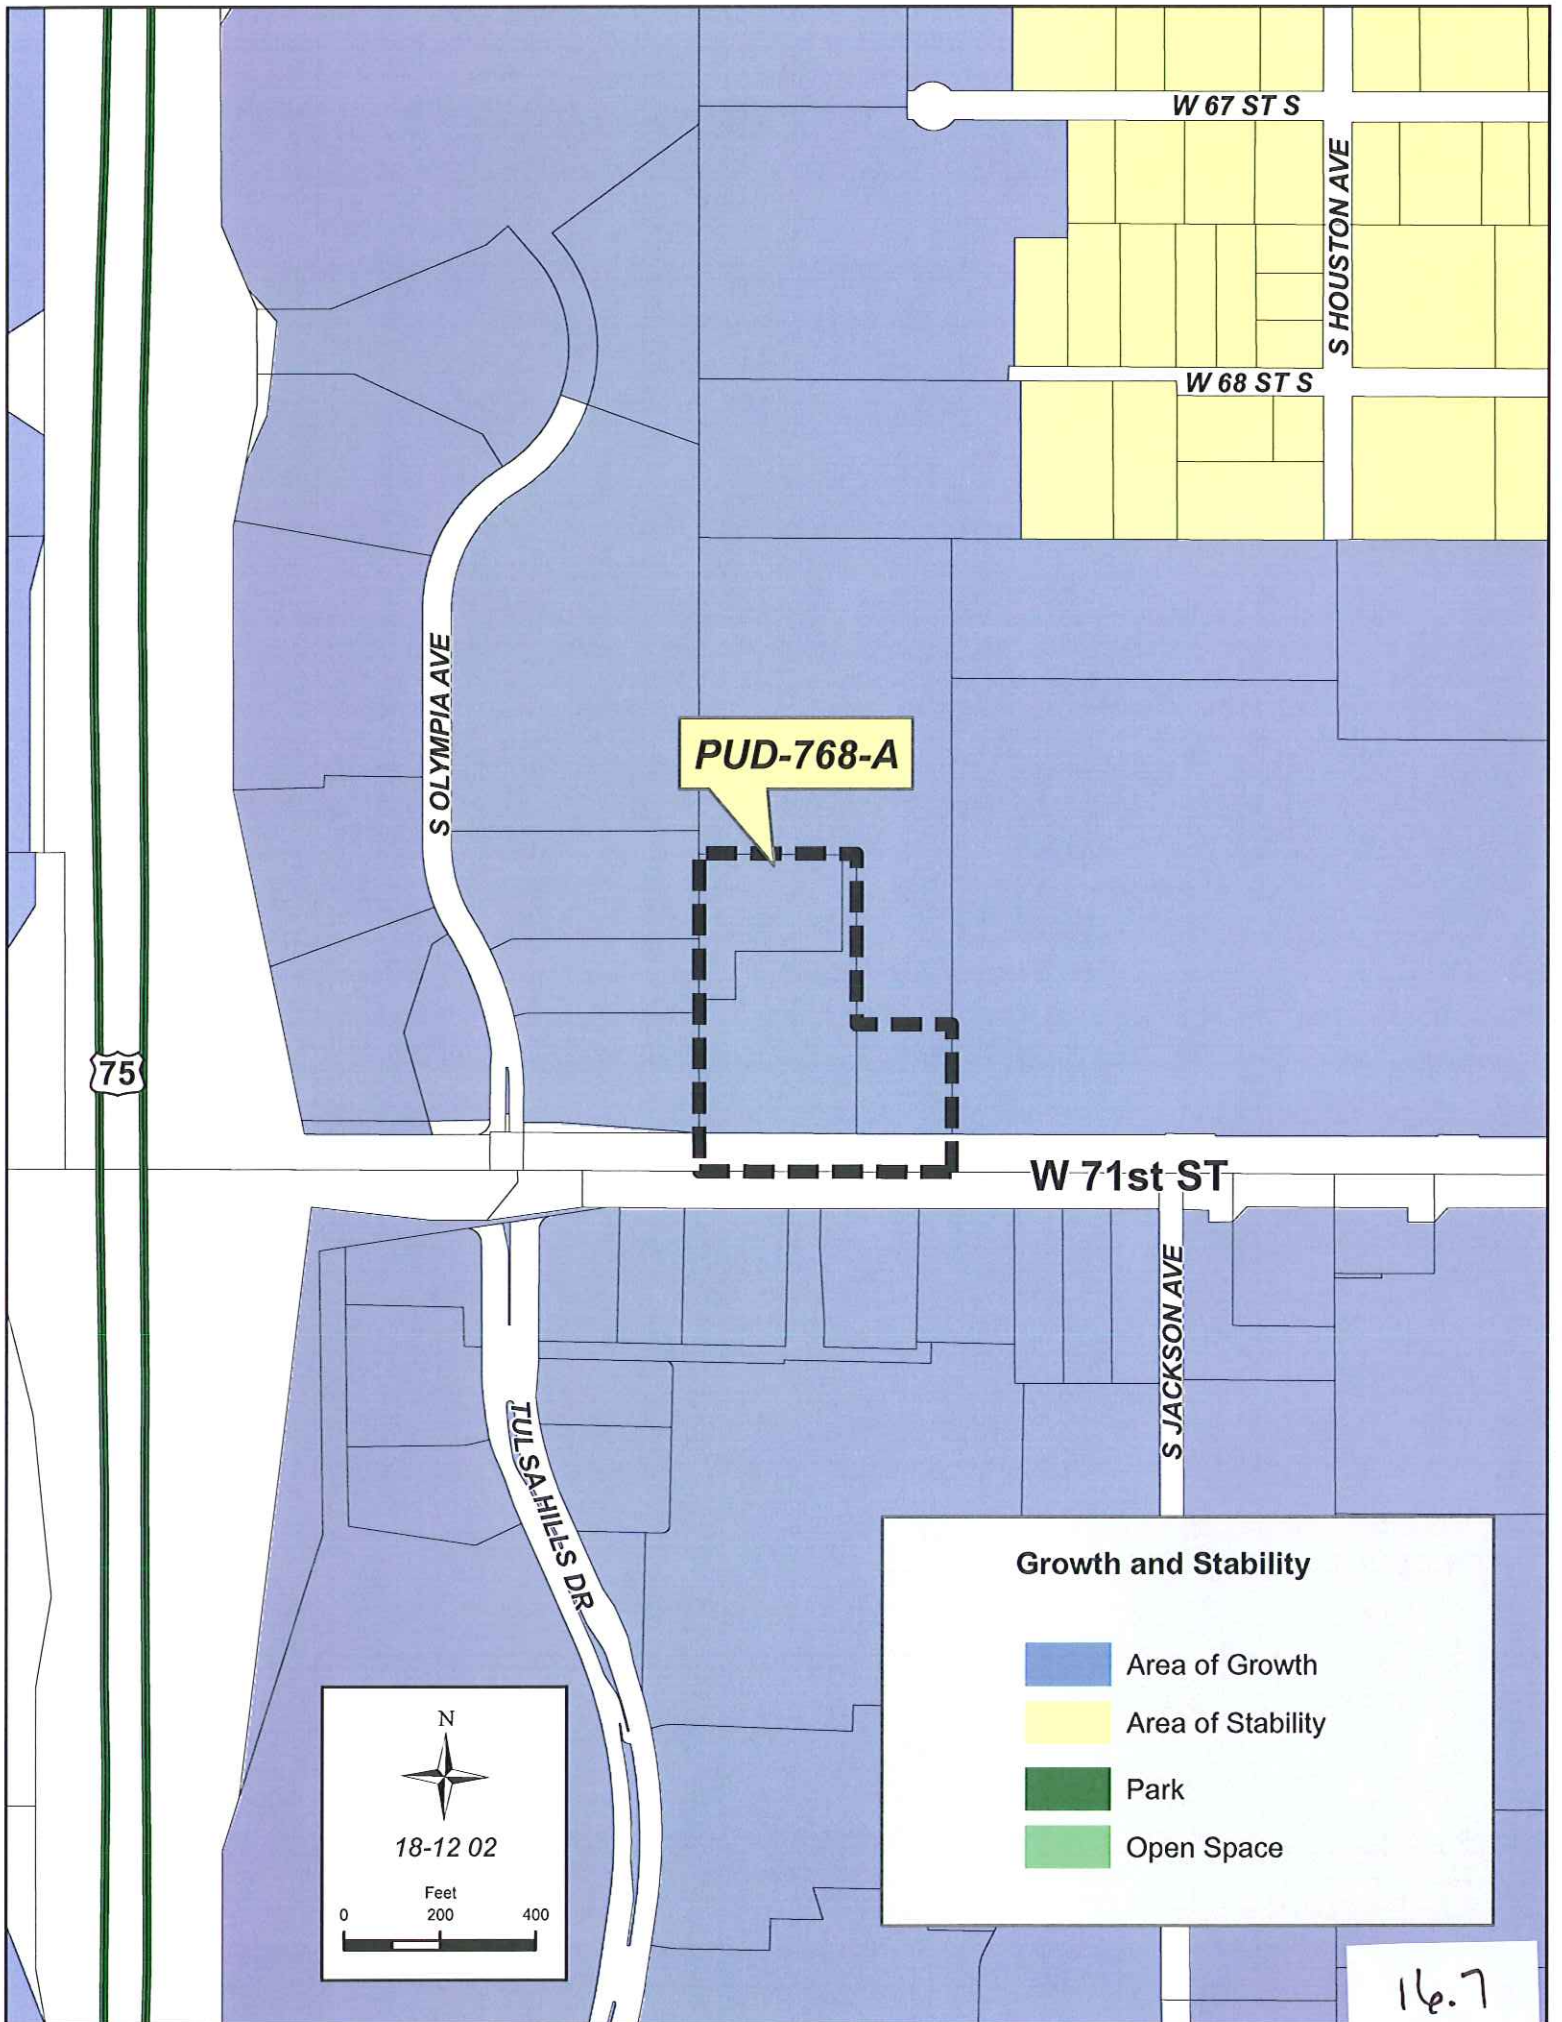 W 67 ST S
S HOUSTON AVE
W 68 ST S
S OLYMPIA AVE
PUD-768-A
75
W 71st ST
S JACKSON AVE
TULSA HILLS DR
Growth and Stability
Area of Growth
Area of Stability
Park
Open Space
N
18-12 02
Feet
0 200 400
16.7